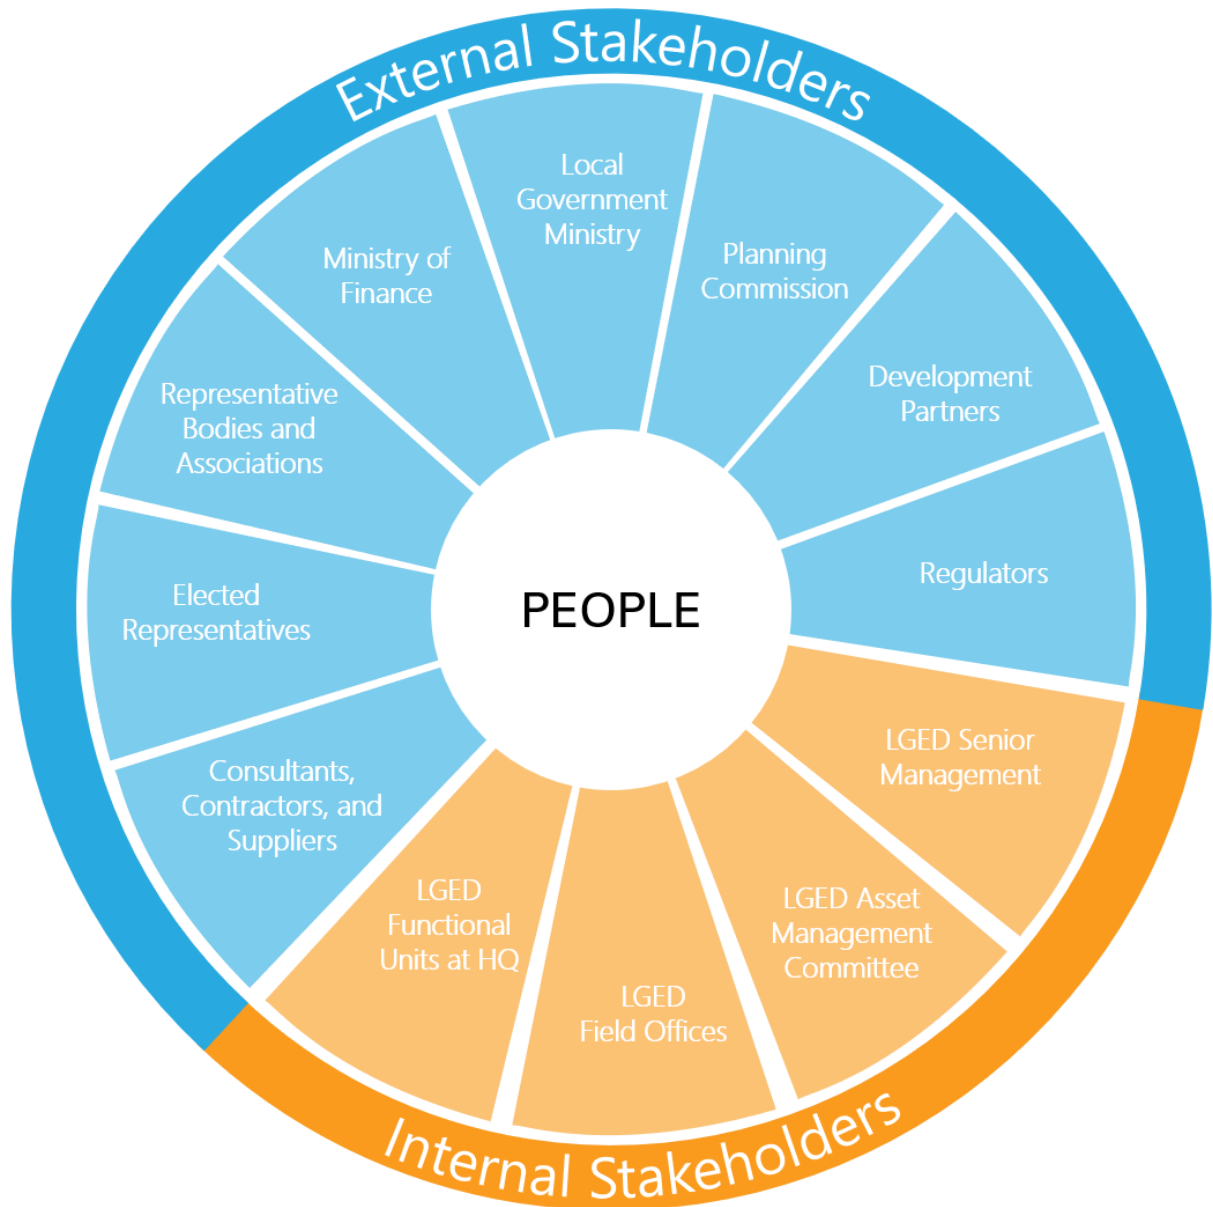 External Stakeholders
Local
Government
Ministry
Planning
Commission
Development
Partners
Regulators
LGED Senior
Management
LGED Asset
Management
Committee
LGED
Field Offices
LGED
Functional
Units at HQ
Consultants,
Contractors, and
Suppliers
Elected
Representatives
Representative
Bodies and
Associations
Ministry of
Finance
PEOPLE
Internal Stakeholders